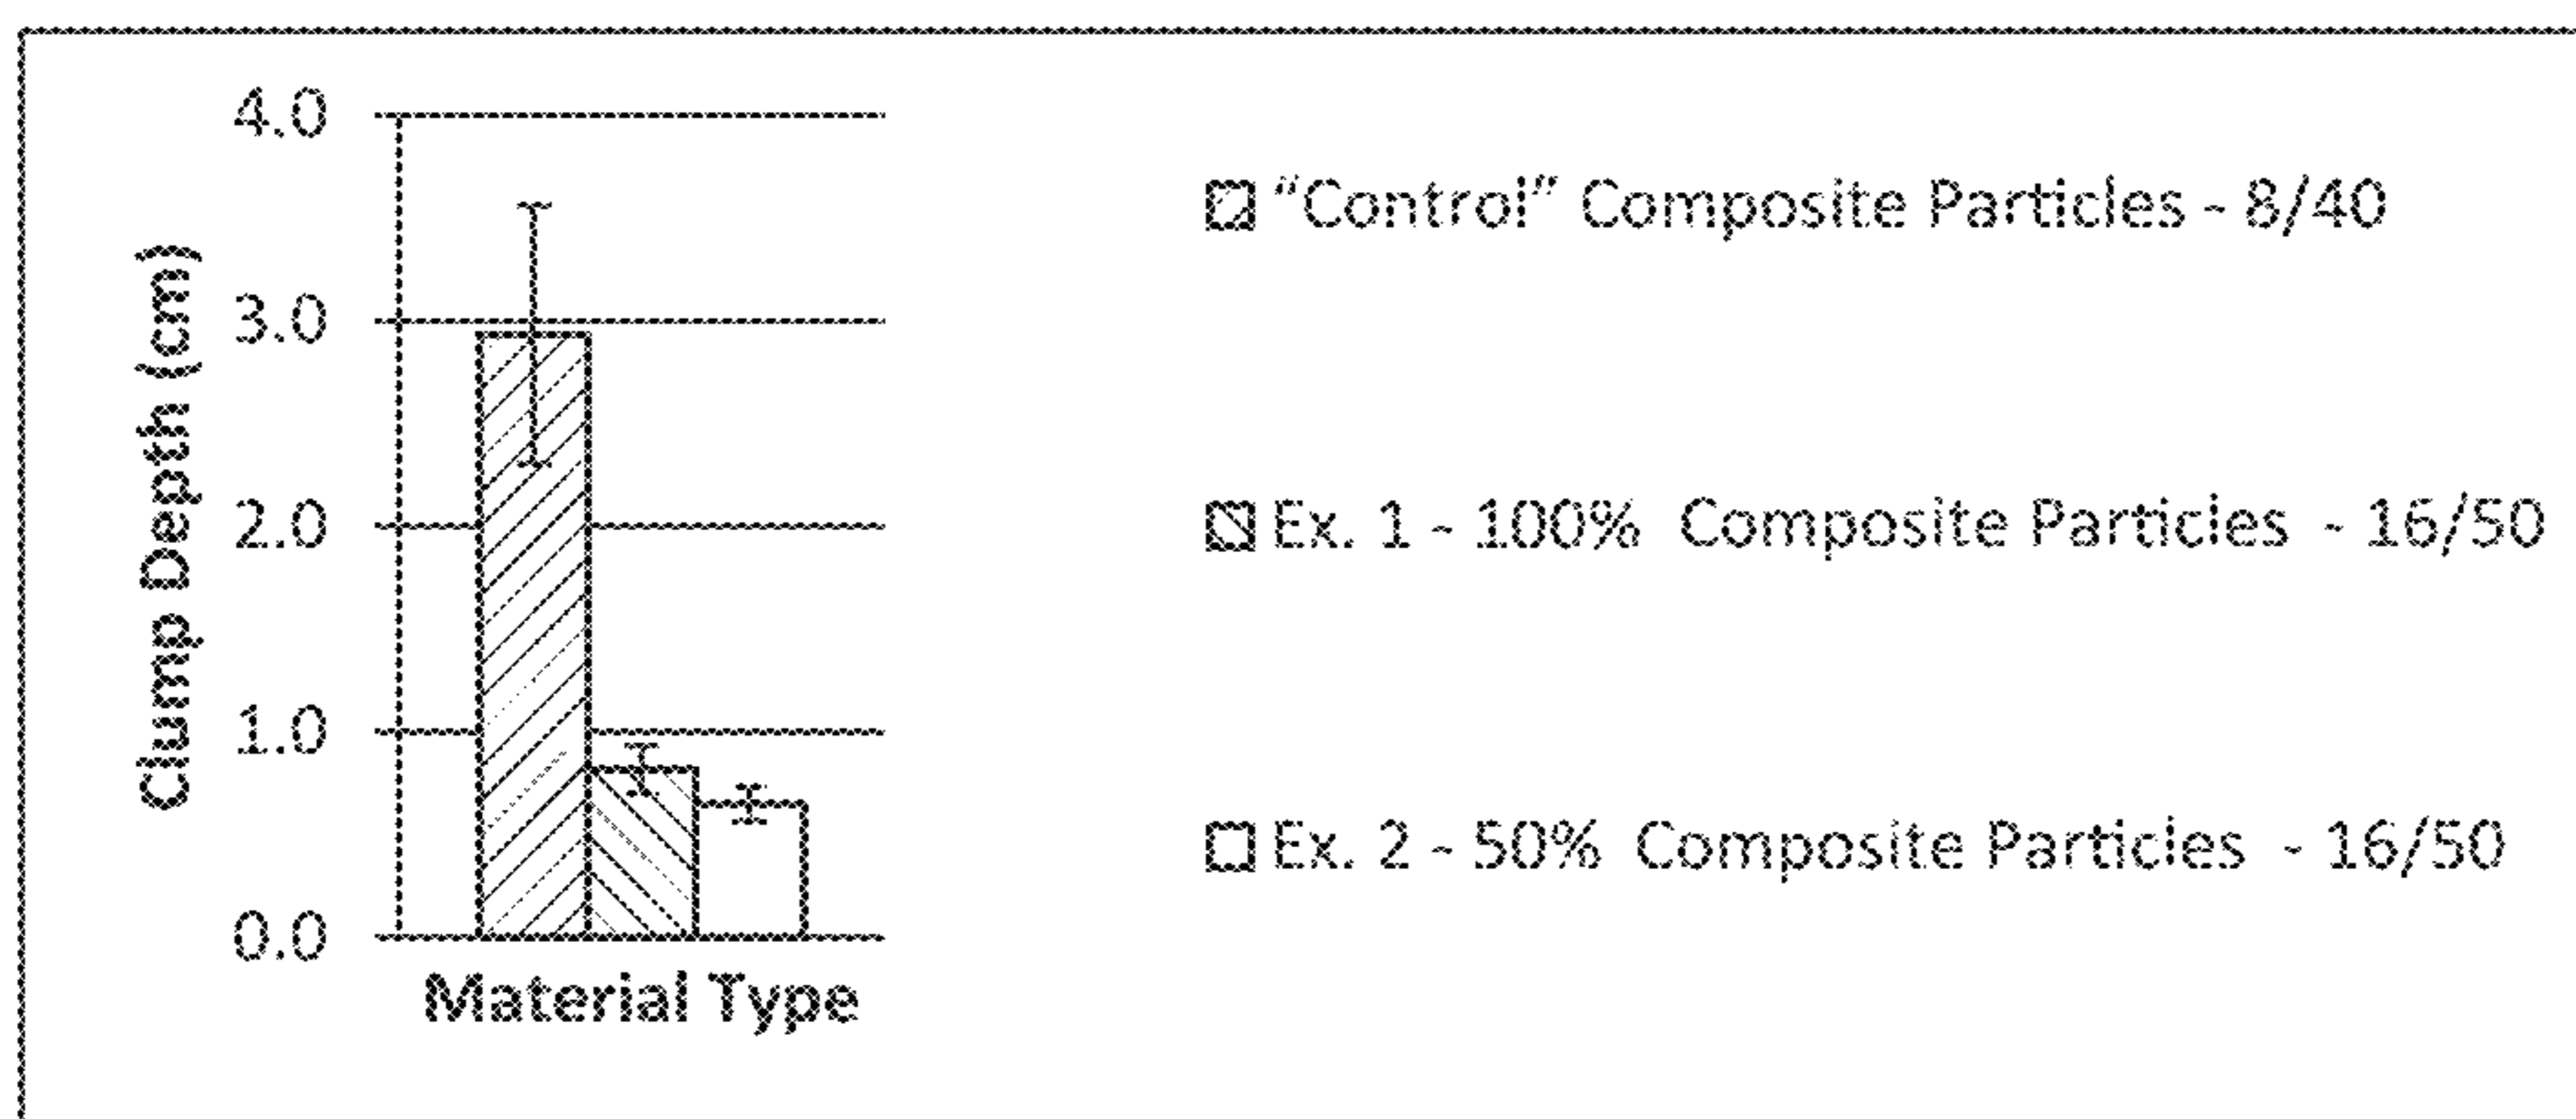 4.0
3.0
2.0
1.0
0.0
Clump Depth (cm)
Material Type
"Control" Composite Particles - 8/40
Ex. 1 - 100% Composite Particles - 16/50
Ex. 2 - 50% Composite Particles - 16/50